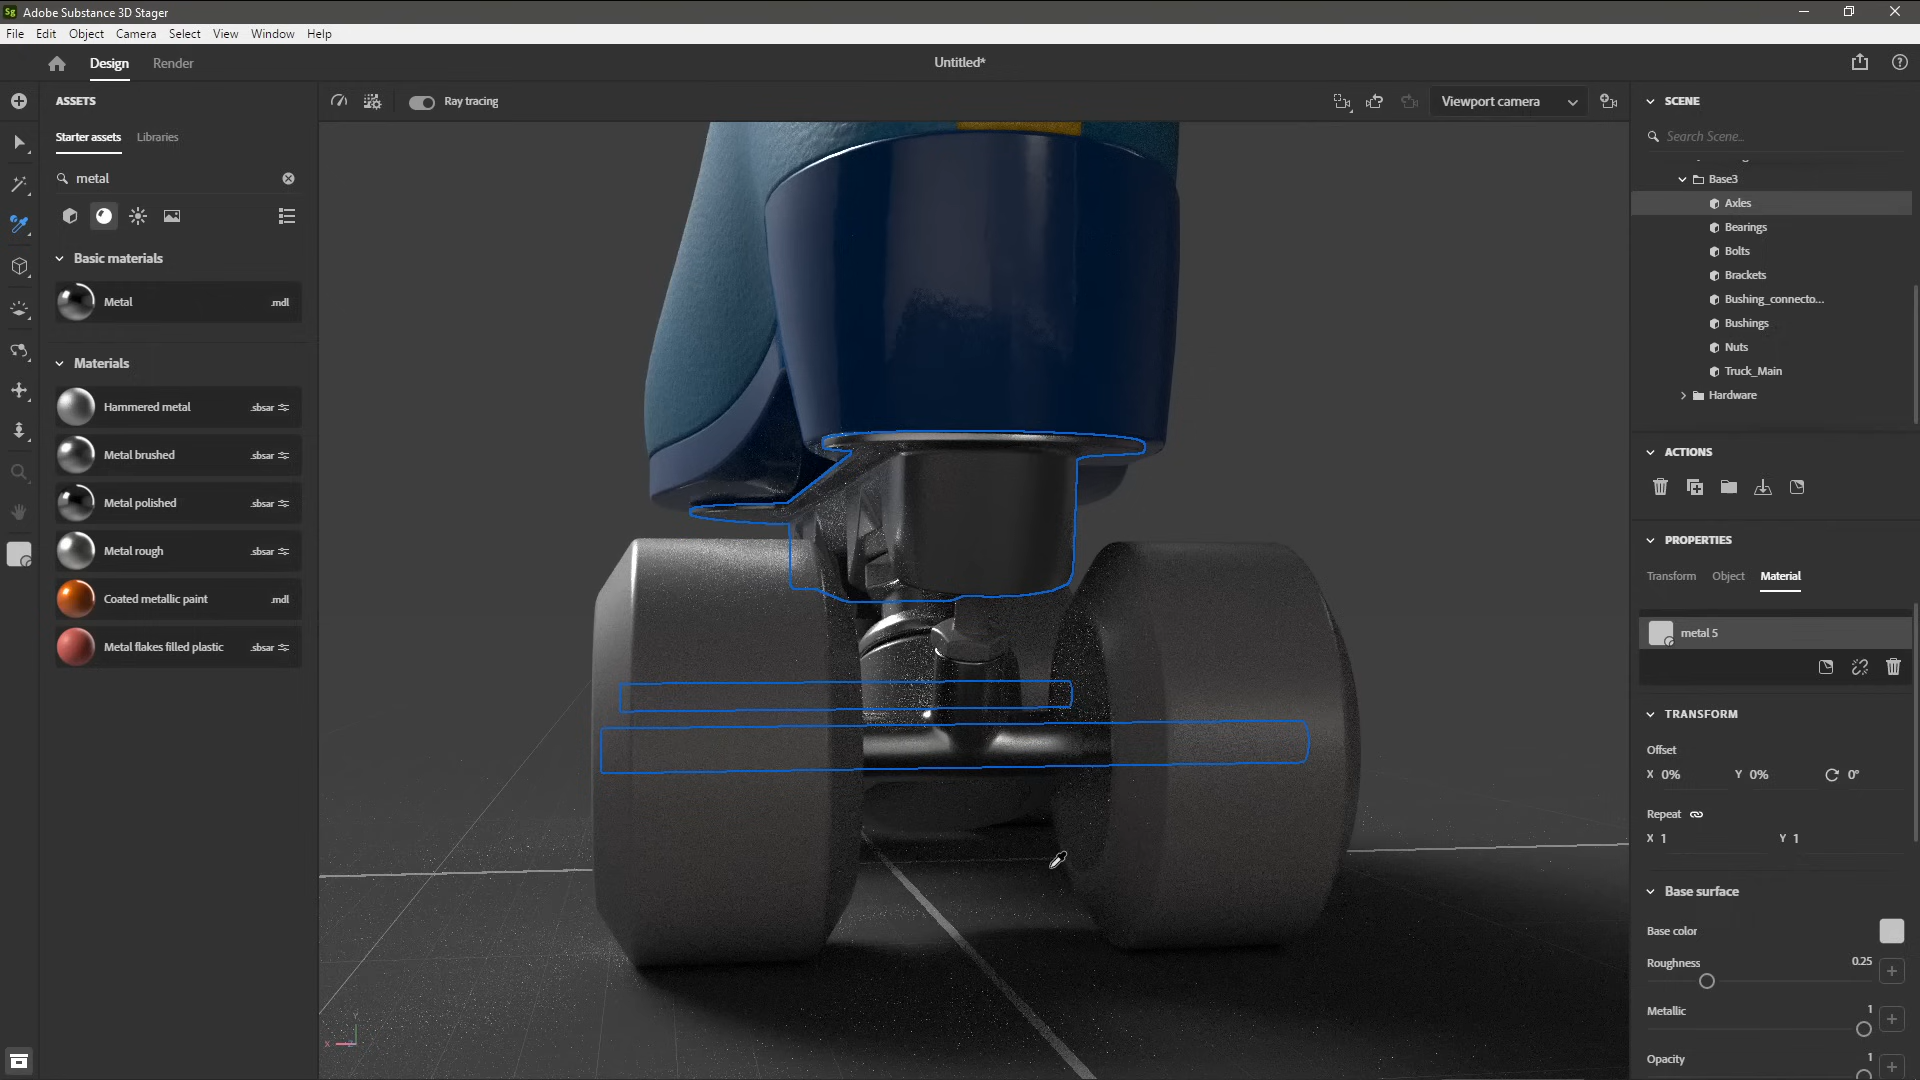 Sg Adobe Substance 3D Stager
File Edit Object Camera Select View Window Help
Design Render Untitled*
ASSETS
Starter assets Libraries
metal
Basic materials
Metal .mdl
Materials
Hammered metal .sbsar
Metal brushed .sbsar
Metal polished .sbsar
Metal rough .sbsar
Coated metallic paint .mdl
Metal flakes filled plastic .sbsar
Ray tracing
Viewport camera
X
Y
SCENE
Search Scene...
Base3
Axles
Bearings
Bolts
Brackets
Bushing_connecto...
Bushings
Nuts
Truck_Main
Hardware
ACTIONS
PROPERTIES
Transform Object Material
metal 5
TRANSFORM
Offset
X 0% Y 0% 0°
Repeat
X 1 Y 1
Base surface
Base color
Roughness 0.25
Metallic 1
Opacity 1